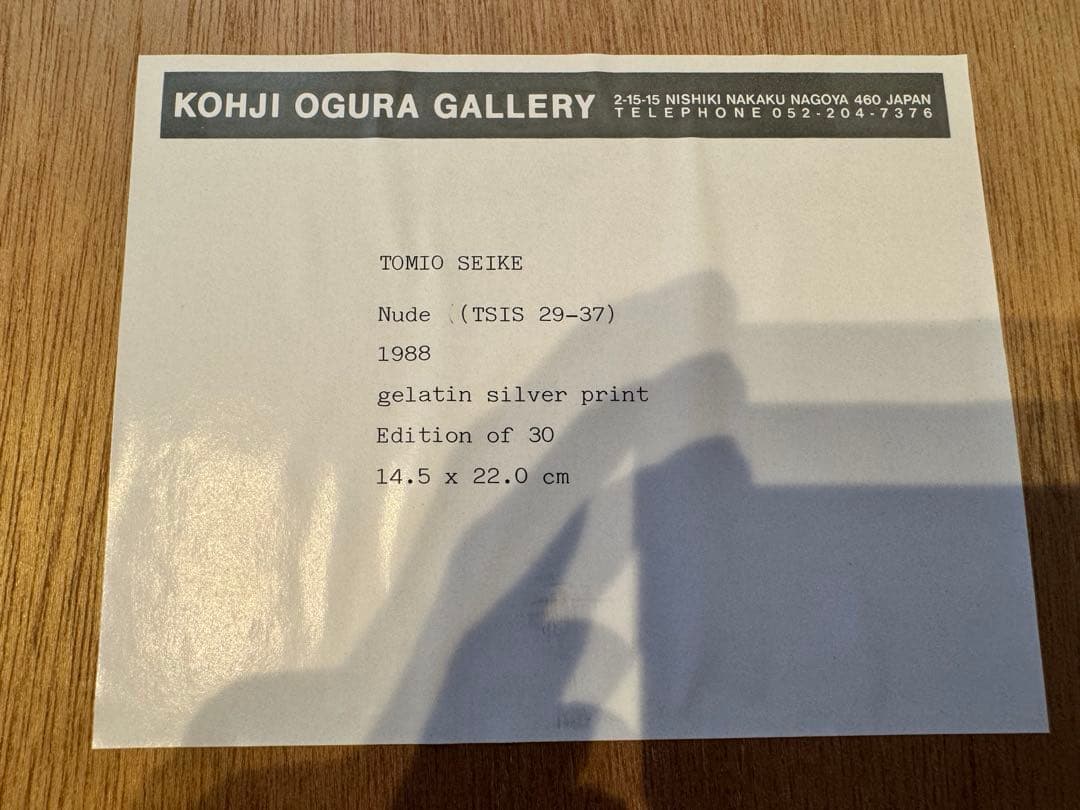 KOHJI OGURA GALLERY
2-15-15 NISHIKI NAKAKU NAGOYA 460 JAPAN
TELEPHONE 052-204-7376
TOMIO SEIKE
Nude (TSIS 29-37)
1988
gelatin silver print
Edition of 30
14.5 x 22.0 cm